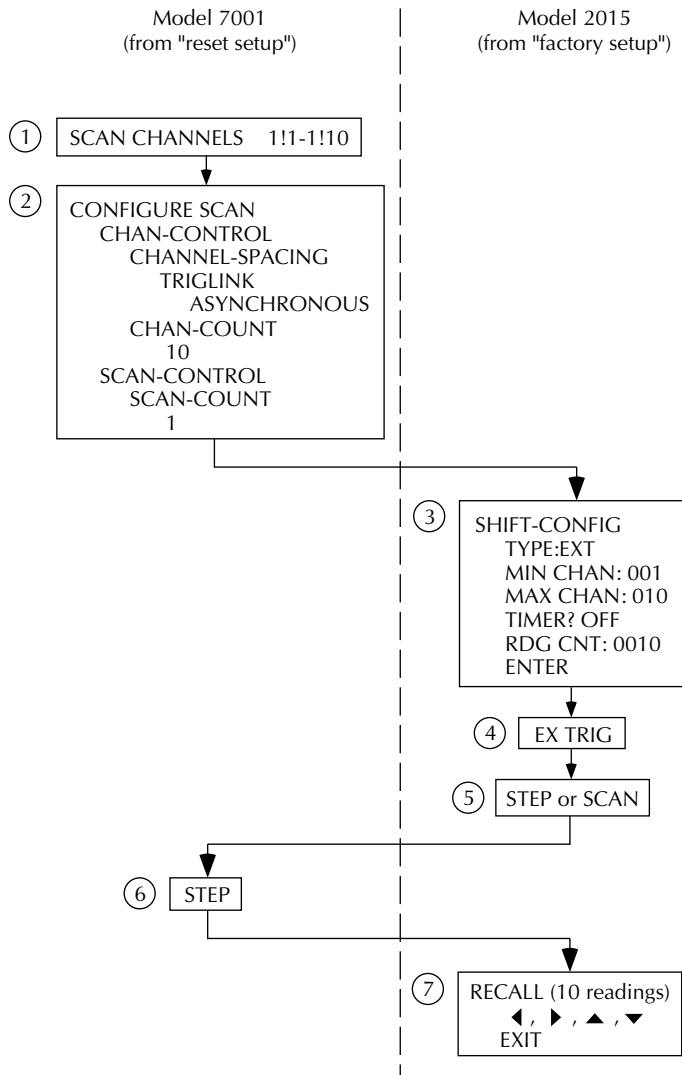 Model 7001
(from "reset setup")
Model 2015
(from "factory setup")
1
SCAN CHANNELS 1!1-1!10
2
CONFIGURE SCAN
CHAN-CONTROL
CHANNEL-SPACING
TRIGLINK
ASYNCHRONOUS
CHAN-COUNT
10
SCAN-CONTROL
SCAN-COUNT
1
3
SHIFT-CONFIG
TYPE:EXT
MIN CHAN: 001
MAX CHAN: 010
TIMER? OFF
RDG CNT: 0010
ENTER
4
EX TRIG
5
STEP or SCAN
6
STEP
7
RECALL (10 readings)
◀ , ▶ , ▲ , ▼
EXIT